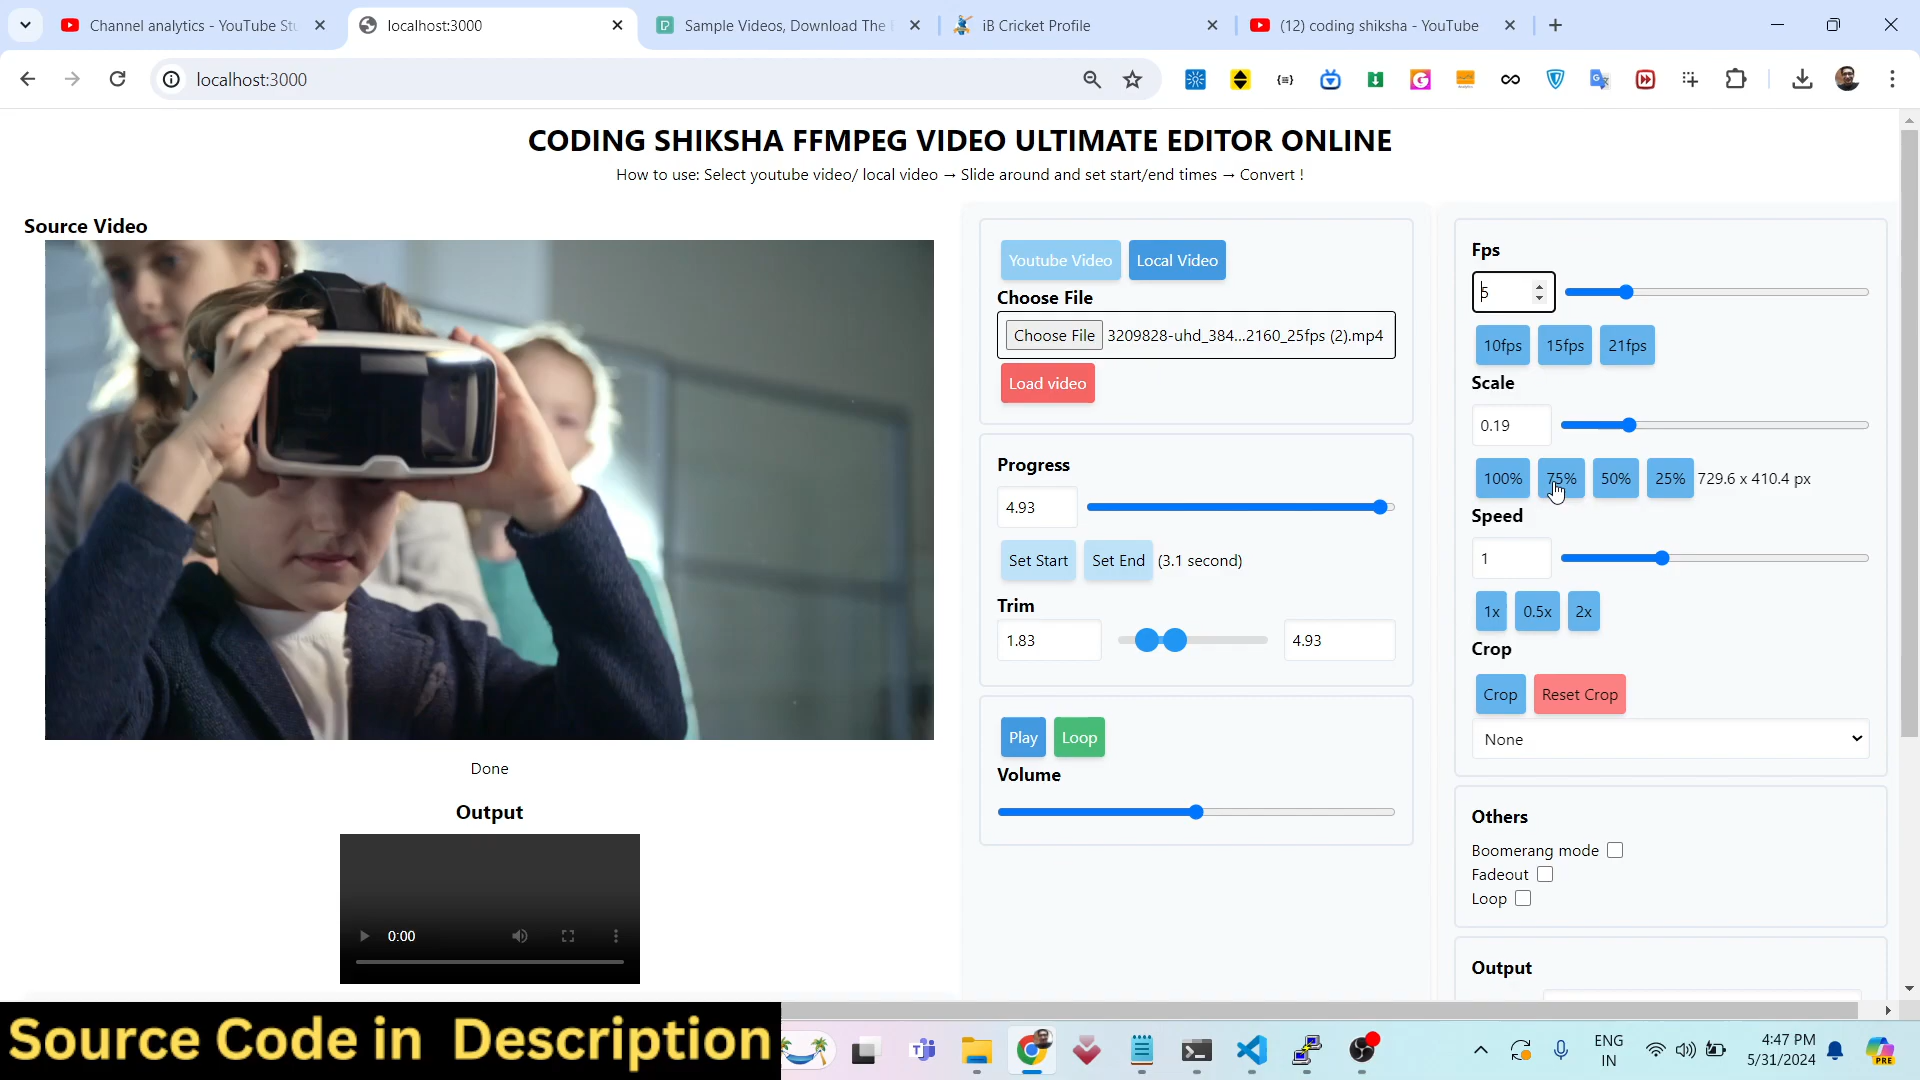 Channel analytics - YouTube Stu
localhost:3000
Sample Videos, Download The
iB Cricket Profile
(12) coding shiksha - YouTube
localhost:3000
CODING SHIKSHA FFMPEG VIDEO ULTIMATE EDITOR ONLINE
How to use: Select youtube video/ local video → Slide around and set start/end times → Convert !
Source Video
Done
Output
0:00
Youtube Video Local Video
Choose File
Choose File 3209828-uhd_384...2160_25fps (2).mp4
Load video
Progress
4.93
Set Start Set End (3.1 second)
Trim
1.83 4.93
Play Loop
Volume
Fps
5
10fps 15fps 21fps
Scale
0.19
100% 75% 50% 25% 729.6 x 410.4 px
Speed
1
1x 0.5x 2x
Crop
Crop Reset Crop
None
Others
Boomerang mode
Fadeout
Loop
Output
Source Code in Description
ENG
IN
4:47 PM
5/31/2024
PRE